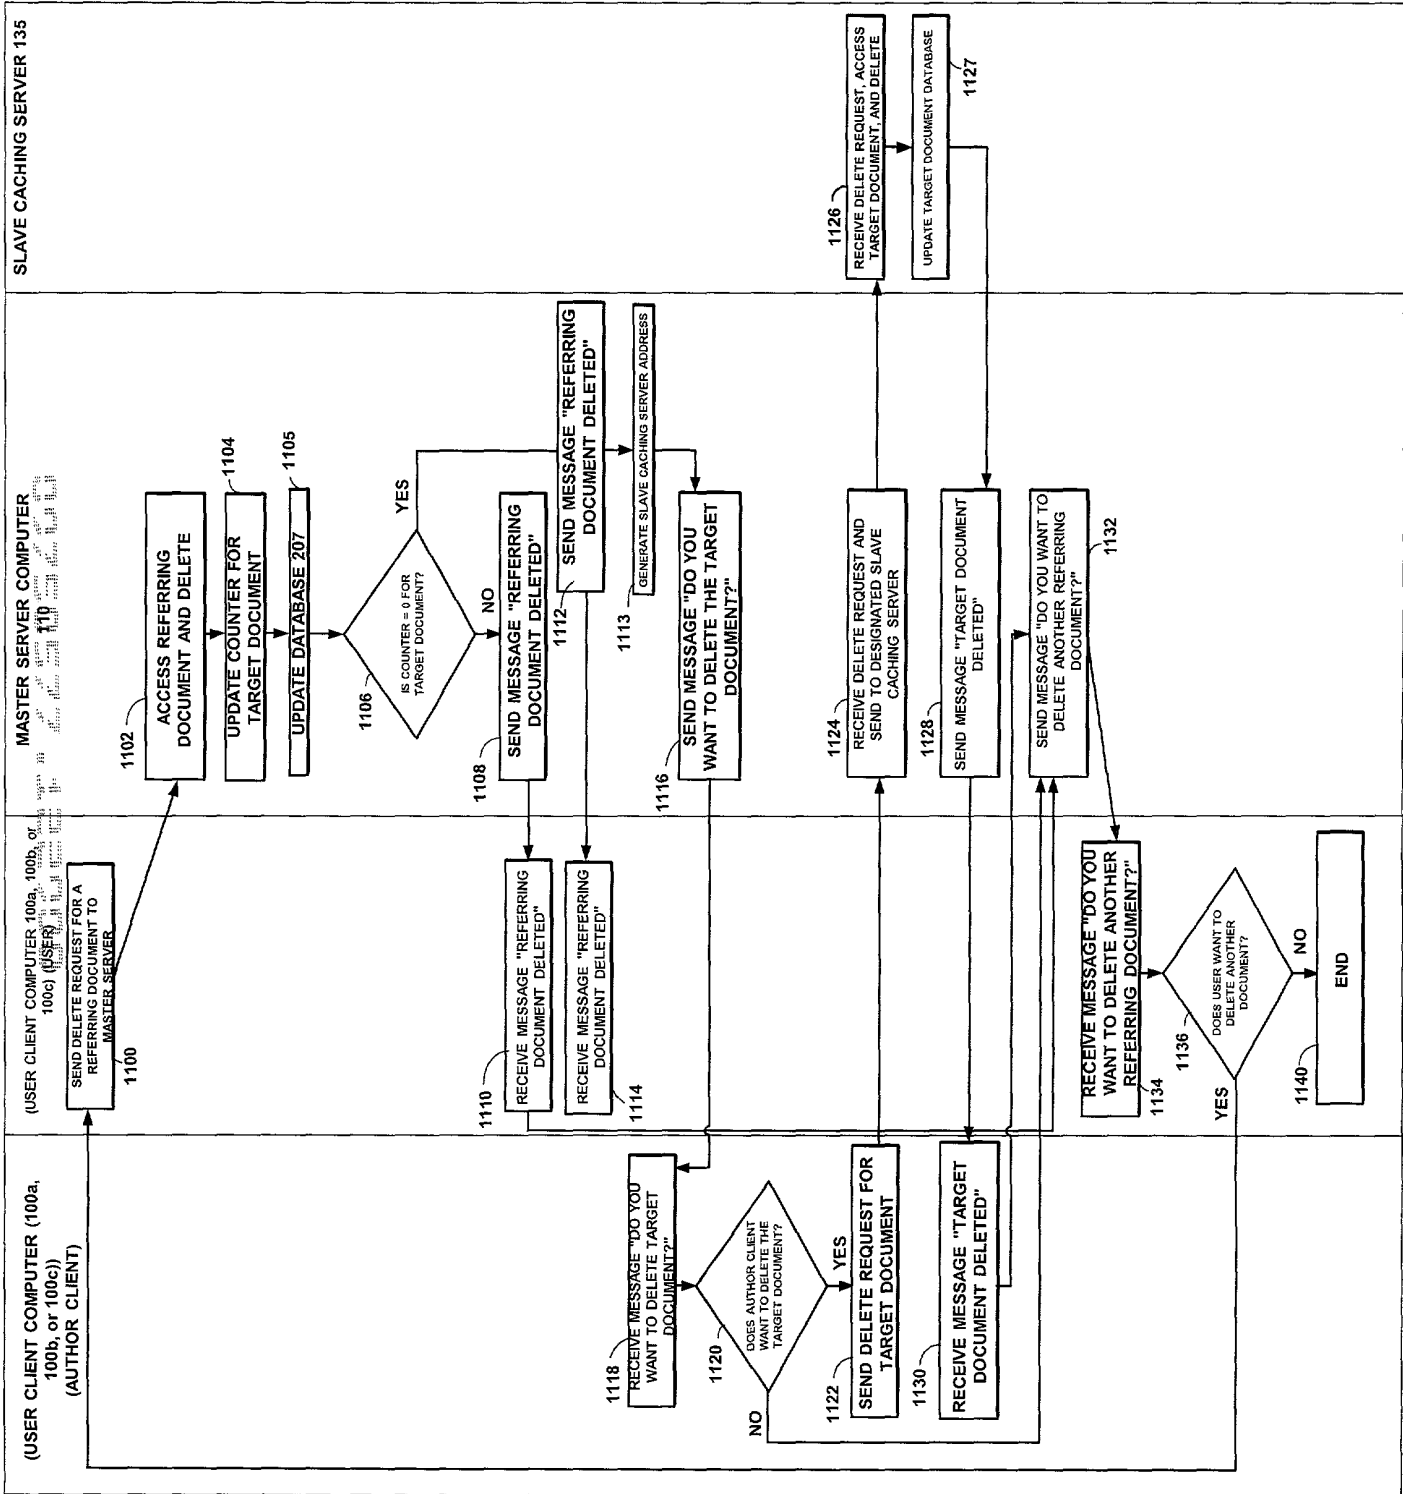 (USER CLIENT COMPUTER (100a,
100b, or 100c))
(AUTHOR CLIENT)
(USER CLIENT COMPUTER 100a, 100b, or
100c) (USER)
MASTER SERVER COMPUTER
110
SLAVE CACHING SERVER 135
SEND DELETE REQUEST FOR A
REFERRING DOCUMENT TO
MASTER SERVER
1100
1102
ACCESS REFERRING
DOCUMENT AND DELETE
UPDATE COUNTER FOR
TARGET DOCUMENT
1104
UPDATE DATABASE 207
1105
IS COUNTER = 0 FOR
TARGET DOCUMENT?
1106
YES
NO
1108
SEND MESSAGE "REFERRING
DOCUMENT DELETED"
1110
RECEIVE MESSAGE "REFERRING
DOCUMENT DELETED"
1112
SEND MESSAGE "REFERRING
DOCUMENT DELETED"
RECEIVE MESSAGE "REFERRING
DOCUMENT DELETED"
1114
1113
GENERATE SLAVE CACHING SERVER ADDRESS
1116
SEND MESSAGE "DO YOU
WANT TO DELETE THE TARGET
DOCUMENT?"
1118
RECEIVE MESSAGE "DO YOU
WANT TO DELETE TARGET
DOCUMENT?"
1120
DOES AUTHOR CLIENT
WANT TO DELETE THE
TARGET DOCUMENT?
NO
YES
1122
SEND DELETE REQUEST FOR
TARGET DOCUMENT
1124
RECEIVE DELETE REQUEST AND
SEND TO DESIGNATED SLAVE
CACHING SERVER
1126
RECEIVE DELETE REQUEST, ACCESS
TARGET DOCUMENT, AND DELETE
UPDATE TARGET DOCUMENT DATABASE
1127
1128
SEND MESSAGE "TARGET DOCUMENT
DELETED"
1130
RECEIVE MESSAGE "TARGET
DOCUMENT DELETED"
SEND MESSAGE "DO YOU WANT TO
DELETE ANOTHER REFERRING
DOCUMENT?"
1132
RECEIVE MESSAGE "DO YOU
WANT TO DELETE ANOTHER
REFERRING DOCUMENT?"
1134
1136
DOES USER WANT TO
DELETE ANOTHER
DOCUMENT?
YES
NO
1140
END